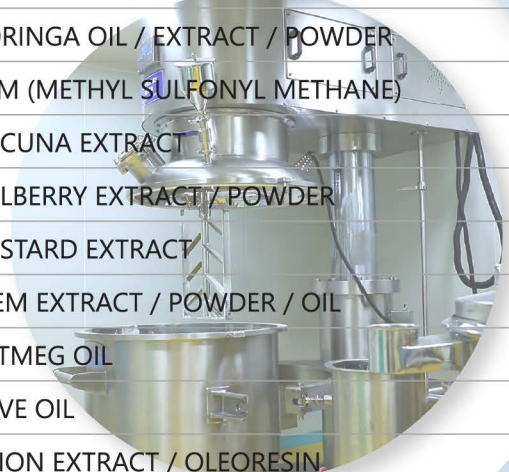 RINGA OIL / EXTRACT / POWDER
M (METHYL SULFONYL METHANE)
CUNA EXTRACT
LBERRY EXTRACT / POWDER
STARD EXTRACT
EM EXTRACT / POWDER / OIL
TMEG OIL
VE OIL
ION EXTRACT / OLEORESIN